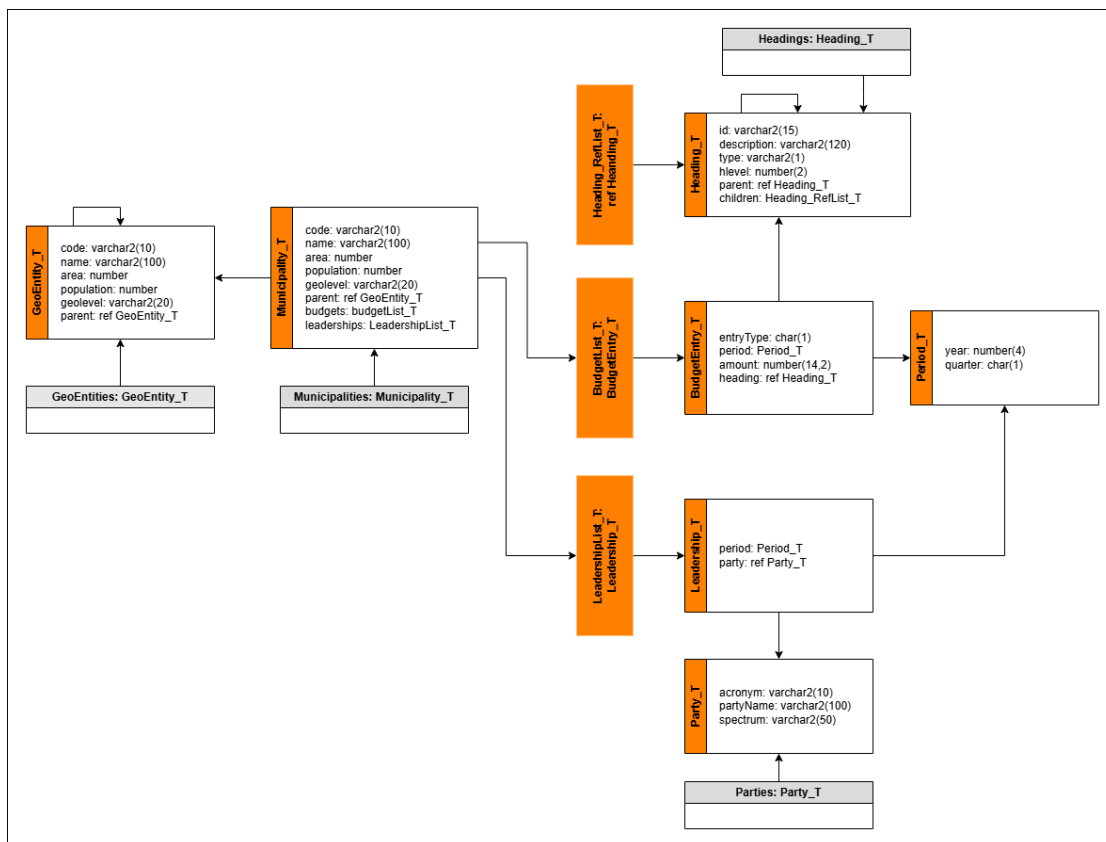 Headings: Heading_T
Heading_RefList_T:
ref Heanding_T
Heading_T
id: varchar2(15)
description: varchar2(120)
type: varchar2(1)
hlevel: number(2)
parent: ref Heading_T
children: Heading_RefList_T
GeoEntity_T
code: varchar2(10)
name: varchar2(100)
area: number
population: number
geolevel: varchar2(20)
parent: ref GeoEntity_T
Municipality_T
code: varchar2(10)
name: varchar2(100)
area: number
population: number
geolevel: varchar2(20)
parent: ref GeoEntity_T
budgets: budgetList_T
leaderships: LeadershipList_T
BudgetList_T:
BudgetEntry_T
BudgetEntry_T
entryType: char(1)
period: Period_T
amount: number(14,2)
heading: ref Heading_T
Period_T
year: number(4)
quarter: char(1)
GeoEntities: GeoEntity_T
Municipalities: Municipality_T
LeadershipList_T:
Leadership_T
Leadership_T
period: Period_T
party: ref Party_T
Party_T
acronym: varchar2(10)
partyName: varchar2(100)
spectrum: varchar2(50)
Parties: Party_T